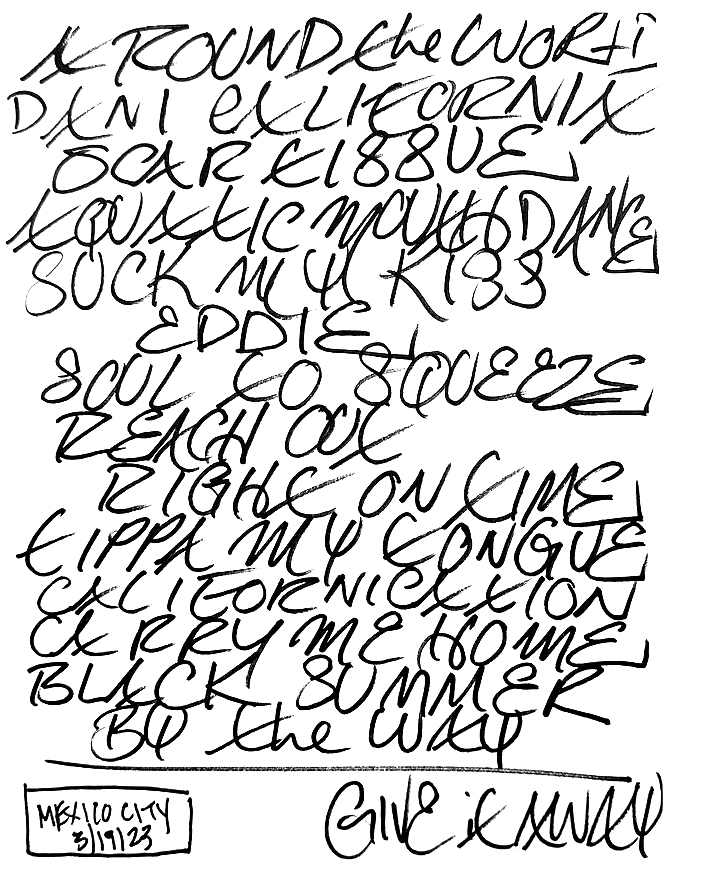 AROUND the WORLD
DANI CALIFORNIA
SCAR TISSUE
AQUATIC MOUTH DANCE
SUCK MY KISS
EDDIE
SOUL TO SQUEEZE
REACH OUT
RIGHT ON TIME
TIPPA MY TONGUE
CALIFORNICATION
CARRY ME HOME
BLACK SUMMER
BY the WAY
GIVE it AWAY
MEXICO CITY
3/19/23